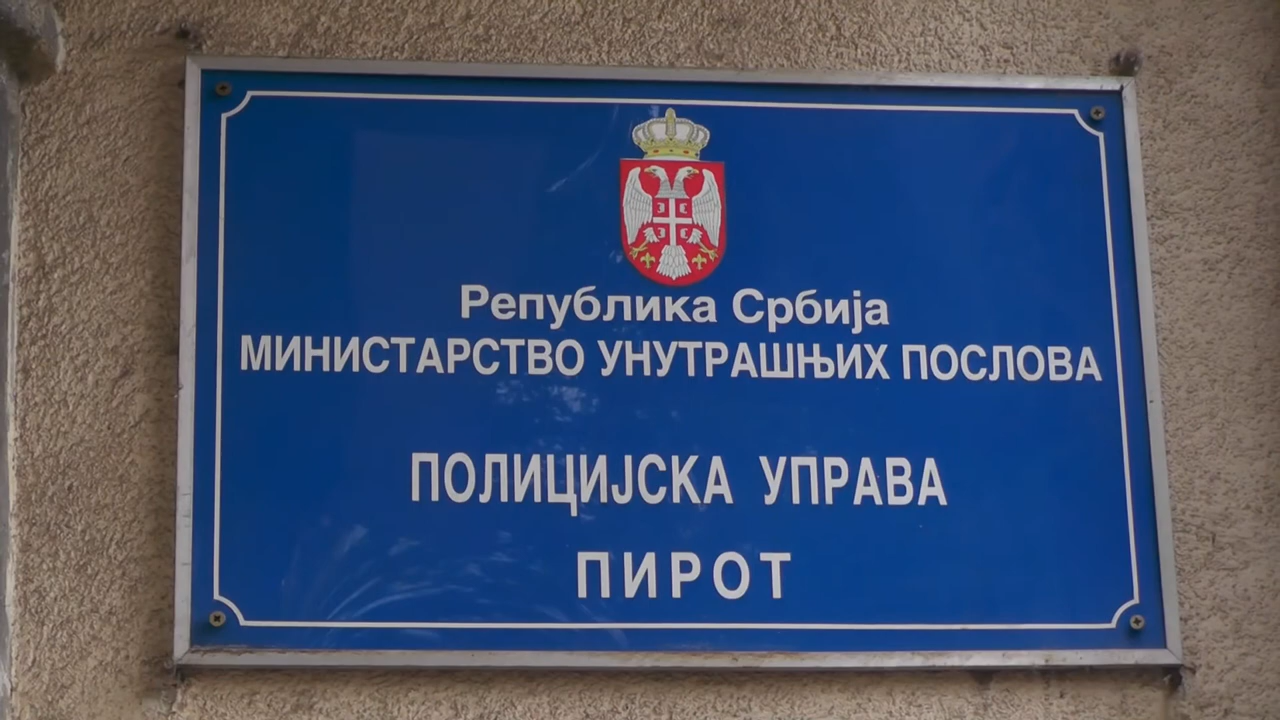 Република Србија
МИНИСТАРСТВО УНУТРАШЊИХ ПОСЛОВА
ПОЛИЦИЈСКА УПРАВА
ПИРОТ